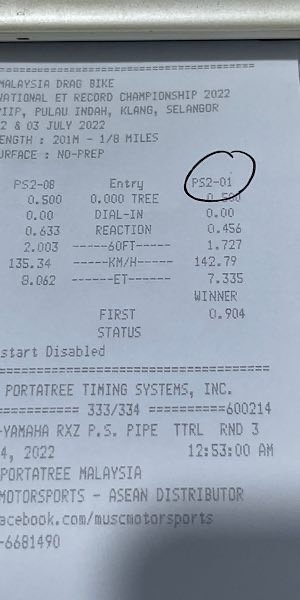 MALAYSIA DRAG BIKE
NATIONAL ET RECORD CHAMPIONSHIP 2022
PIIP, PULAU INDAH, KLANG, SELANGOR
2 & 03 JULY 2022
ENGTH : 201M - 1/8 MILES
URFACE : NO-PREP
PS2-08 Entry PS2-01
0.500 0.000 TREE 0.500
0.00 DIAL-IN 0.00
0.633 REACTION 0.456
2.003 -----60FT----- 1.727
135.34 -----KM/H----- 142.79
8.062 ------ET------ 7.335
WINNER
FIRST 0.904
STATUS
start Disabled
PORTATREE TIMING SYSTEMS, INC.
=========== 333/334 ==========600214
-YAMAHA RXZ P.S. PIPE TTRL RND 3
4, 2022 12:53:00 AM
PORTATREE MALAYSIA
MOTORSPORTS - ASEAN DISTRIBUTOR
acebook.com/muscmotorsports
-6681490